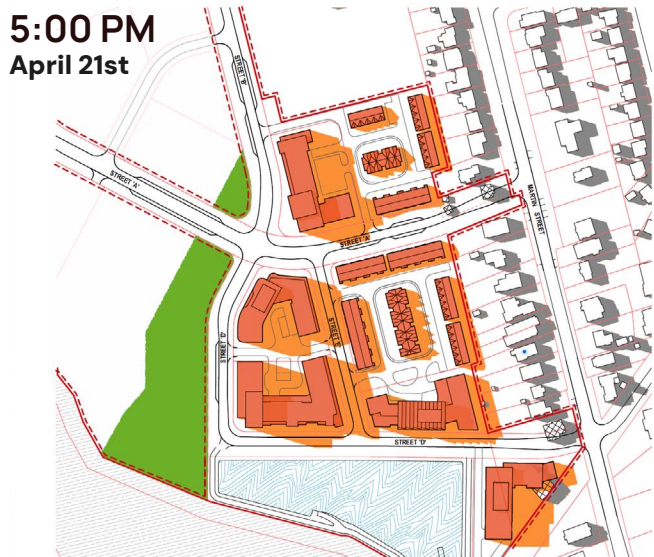 5:00 PM
April 21st
STREET 'B'
STREET 'A'
MARTIN STREET
STREET 'A'
STREET
STREET
STREET 'D'